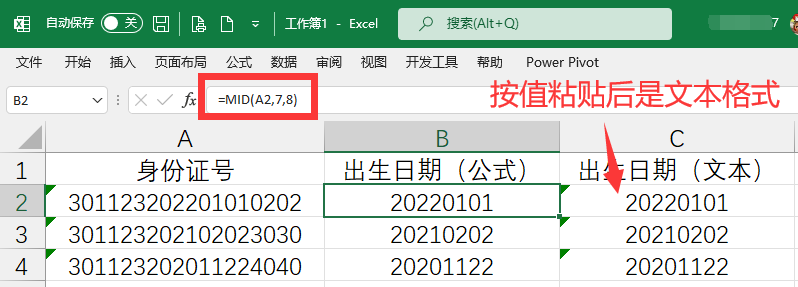 自动保存 关 工作簿1 - Excel 搜索(Alt+Q) 7
文件 开始 插入 页面布局 公式 数据 审阅 视图 开发工具 帮助 Power Pivot
B2 fx =MID(A2,7,8)
按值粘贴后是文本格式
A B C
1 身份证号 出生日期（公式） 出生日期（文本）
2 301123202201010202 20220101 20220101
3 301123202102023030 20210202 20210202
4 301123202011224040 20201122 20201122